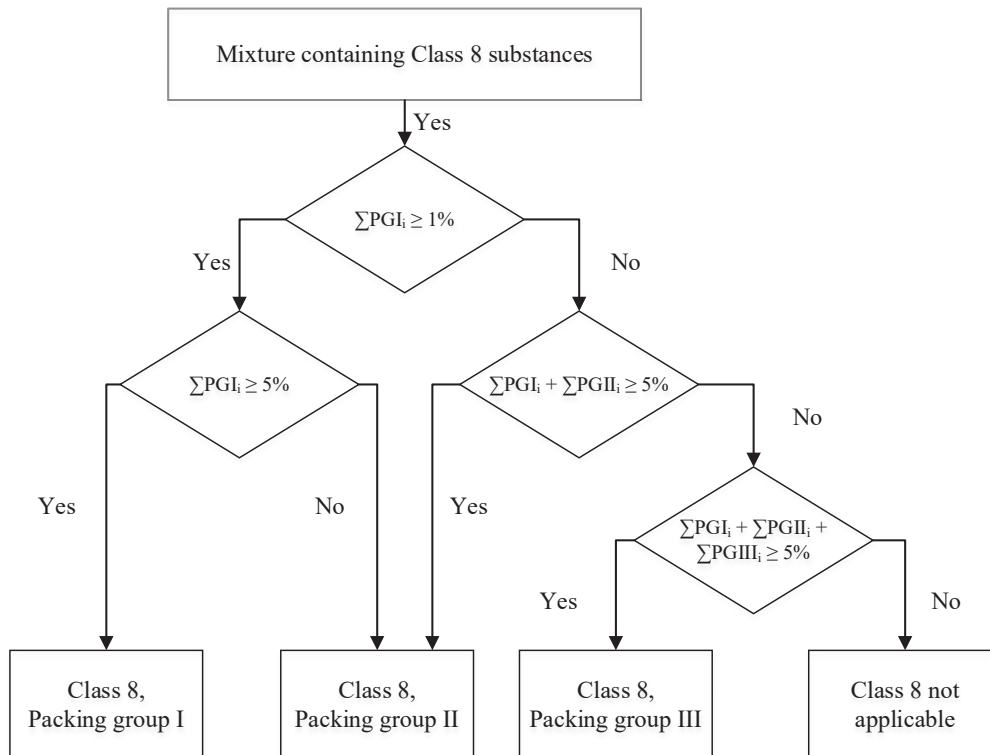 Mixture containing Class 8 substances
Yes
∑PGIᵢ ≥ 1%
Yes
No
∑PGIᵢ ≥ 5%
∑PGIᵢ + ∑PGIIᵢ ≥ 5%
No
Yes
No
Yes
∑PGIᵢ + ∑PGIIᵢ +
∑PGIIIᵢ ≥ 5%
Yes
No
Class 8,
Packing group I
Class 8,
Packing group II
Class 8,
Packing group III
Class 8 not
applicable